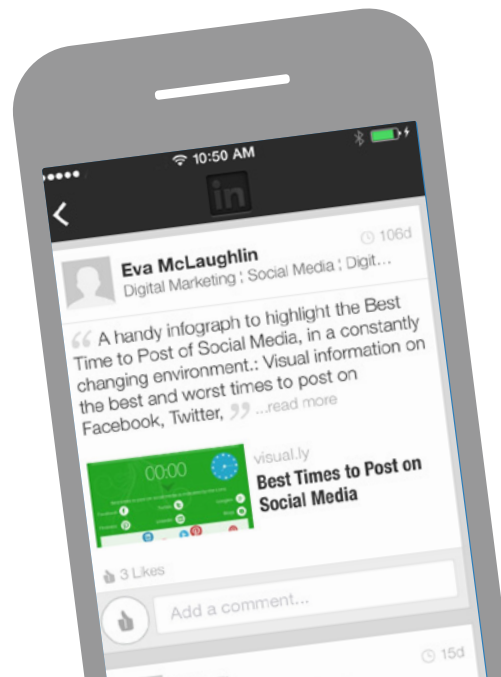 10:50 AM
in
Eva McLaughlin
106d
Digital Marketing ¦ Social Media ¦ Digit...
“ A handy infograph to highlight the Best
Time to Post of Social Media, in a constantly
changing environment.: Visual information on
the best and worst times to post on
Facebook, Twitter, ” ...read more
visual.ly
Best Times to Post on
Social Media
00:00
3 Likes
Add a comment...
15d